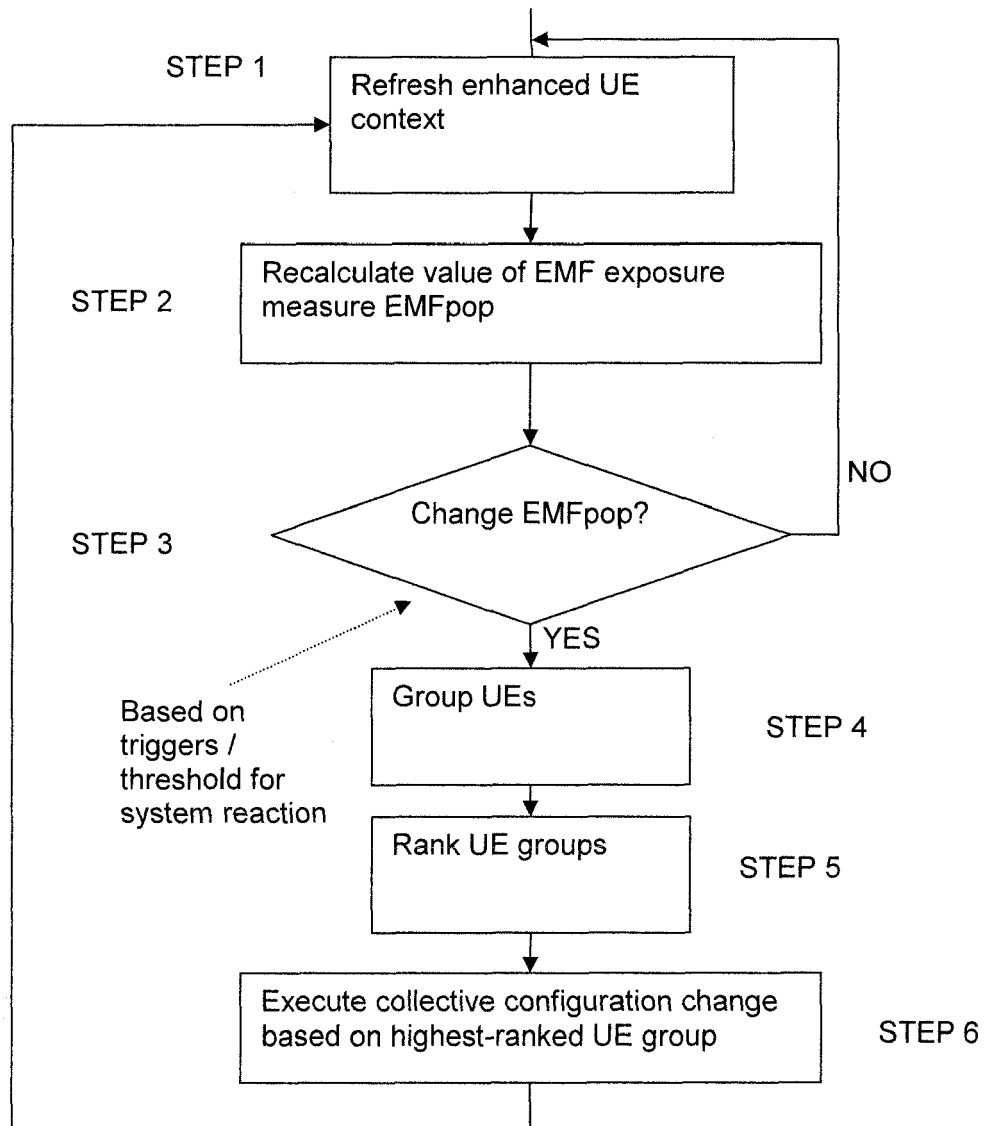 STEP 1
Refresh enhanced UE
context
STEP 2
Recalculate value of EMF exposure
measure EMFpop
STEP 3
Change EMFpop?
NO
YES
Based on
triggers /
threshold for
system reaction
Group UEs
STEP 4
Rank UE groups
STEP 5
Execute collective configuration change
based on highest-ranked UE group
STEP 6